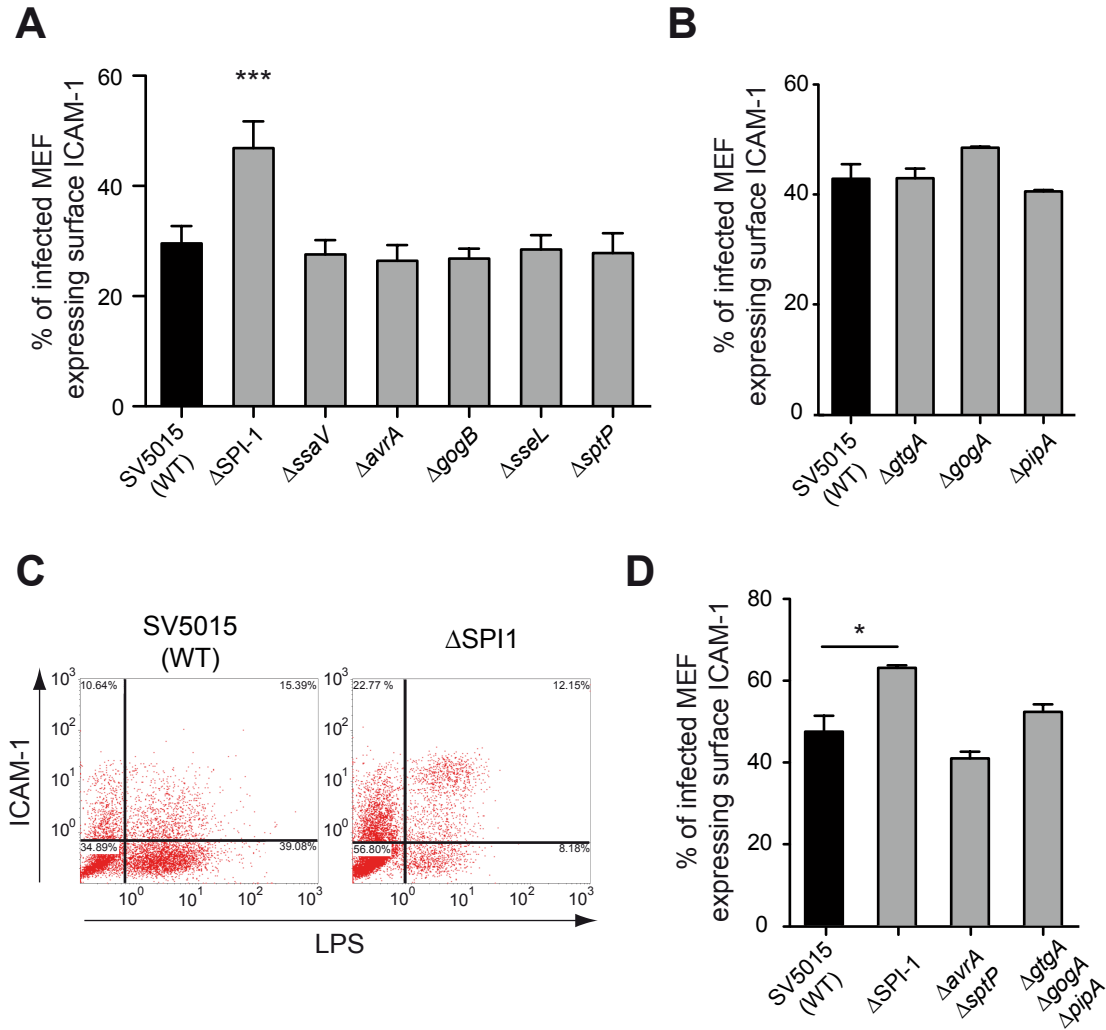 A
% of infected MEF
expressing surface ICAM-1
60
40
20
0
***
SV5015
(WT)
ΔSPI-1
ΔssaV
ΔavrA
ΔgogB
ΔsseL
ΔsptP
B
% of infected MEF
expressing surface ICAM-1
60
40
20
0
SV5015
(WT)
ΔgtgA
ΔgogA
ΔpipA
C
SV5015
(WT)
ΔSPI1
ICAM-1
10³
10²
10¹
10⁰
10.64%
15.39%
34.89%
39.08%
10⁰ 10¹ 10² 10³
10³
10²
10¹
10⁰
22.77 %
12.15%
56.80%
8.18%
10⁰ 10¹ 10² 10³
LPS
D
% of infected MEF
expressing surface ICAM-1
80
60
40
20
0
*
SV5015
(WT)
ΔSPI-1
ΔavrA
ΔsptP
ΔgtgA
ΔgogA
ΔpipA